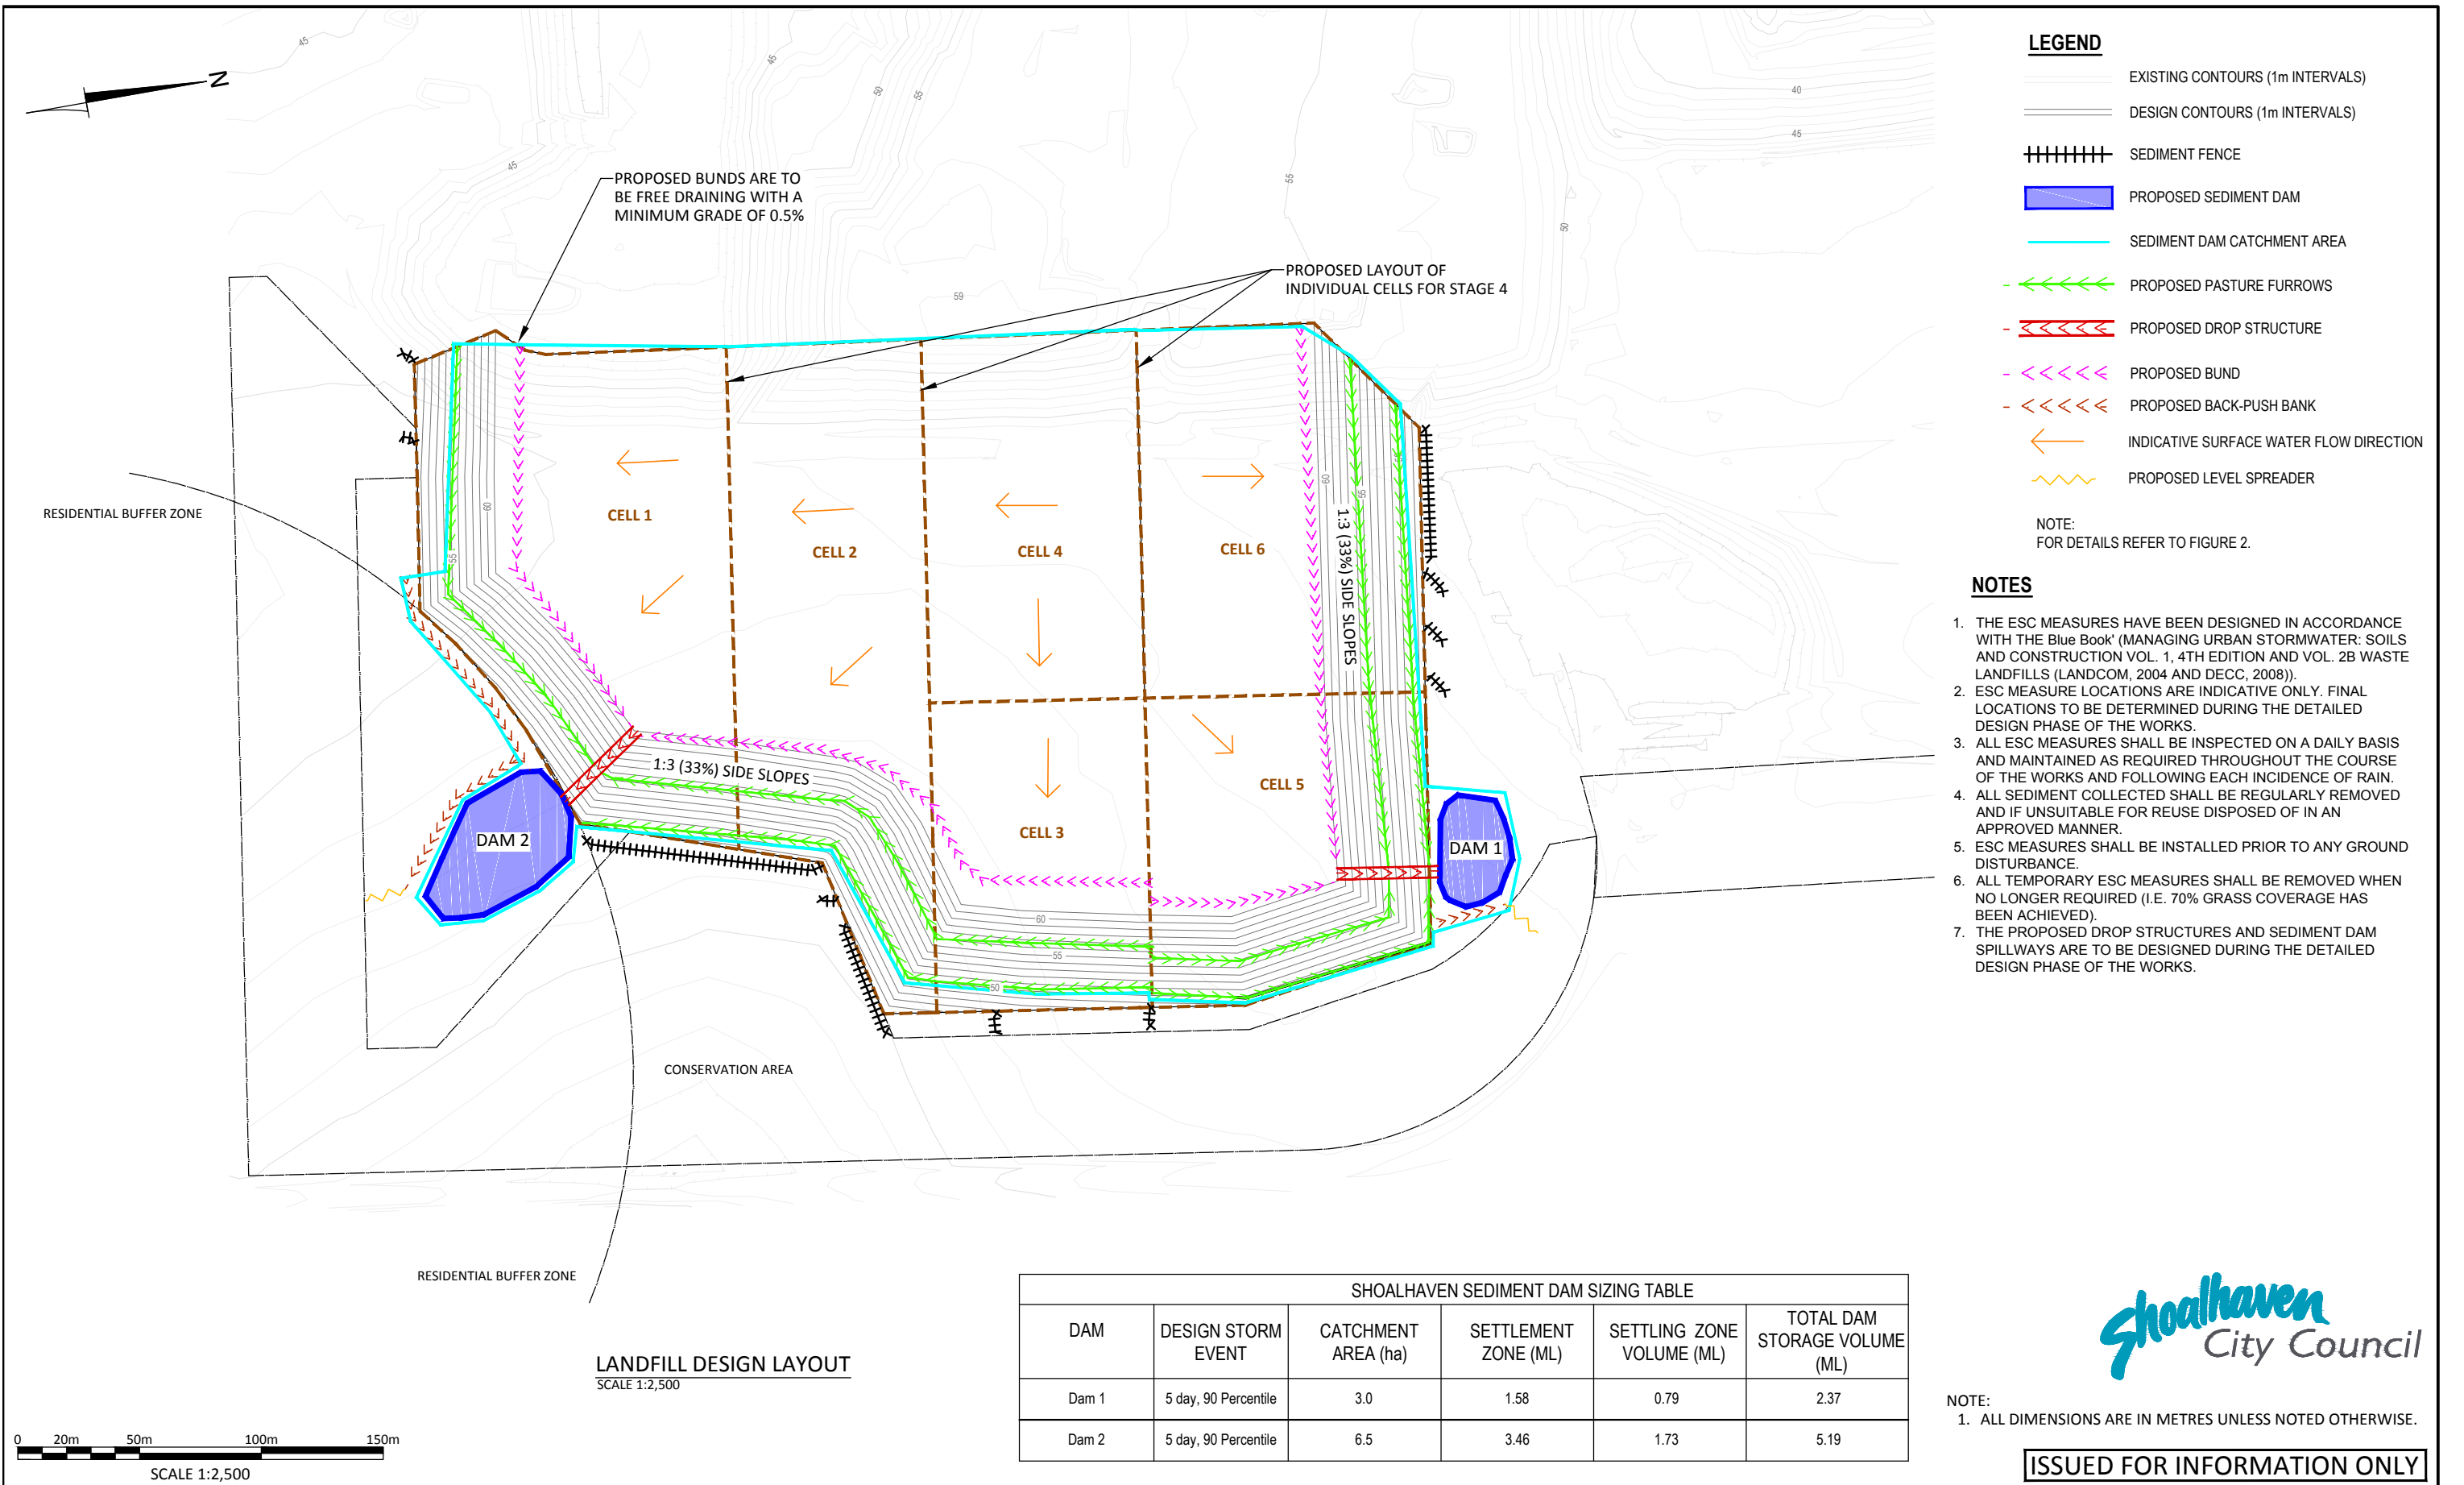 N
45
45
45
50
55
55
50
40
45
59
PROPOSED BUNDS ARE TO
BE FREE DRAINING WITH A
MINIMUM GRADE OF 0.5%
PROPOSED LAYOUT OF
INDIVIDUAL CELLS FOR STAGE 4
RESIDENTIAL BUFFER ZONE
CELL 1
CELL 2
CELL 4
CELL 6
CELL 3
CELL 5
60
55
60
55
1:3 (33%) SIDE SLOPES
1:3 (33%) SIDE SLOPES
60
55
50
DAM 2
DAM 1
CONSERVATION AREA
RESIDENTIAL BUFFER ZONE
LEGEND
EXISTING CONTOURS (1m INTERVALS)
DESIGN CONTOURS (1m INTERVALS)
SEDIMENT FENCE
PROPOSED SEDIMENT DAM
SEDIMENT DAM CATCHMENT AREA
PROPOSED PASTURE FURROWS
PROPOSED DROP STRUCTURE
PROPOSED BUND
PROPOSED BACK-PUSH BANK
INDICATIVE SURFACE WATER FLOW DIRECTION
PROPOSED LEVEL SPREADER
NOTE:
FOR DETAILS REFER TO FIGURE 2.
NOTES
1. THE ESC MEASURES HAVE BEEN DESIGNED IN ACCORDANCE
WITH THE Blue Book' (MANAGING URBAN STORMWATER: SOILS
AND CONSTRUCTION VOL. 1, 4TH EDITION AND VOL. 2B WASTE
LANDFILLS (LANDCOM, 2004 AND DECC, 2008)).
2. ESC MEASURE LOCATIONS ARE INDICATIVE ONLY. FINAL
LOCATIONS TO BE DETERMINED DURING THE DETAILED
DESIGN PHASE OF THE WORKS.
3. ALL ESC MEASURES SHALL BE INSPECTED ON A DAILY BASIS
AND MAINTAINED AS REQUIRED THROUGHOUT THE COURSE
OF THE WORKS AND FOLLOWING EACH INCIDENCE OF RAIN.
4. ALL SEDIMENT COLLECTED SHALL BE REGULARLY REMOVED
AND IF UNSUITABLE FOR REUSE DISPOSED OF IN AN
APPROVED MANNER.
5. ESC MEASURES SHALL BE INSTALLED PRIOR TO ANY GROUND
DISTURBANCE.
6. ALL TEMPORARY ESC MEASURES SHALL BE REMOVED WHEN
NO LONGER REQUIRED (I.E. 70% GRASS COVERAGE HAS
BEEN ACHIEVED).
7. THE PROPOSED DROP STRUCTURES AND SEDIMENT DAM
SPILLWAYS ARE TO BE DESIGNED DURING THE DETAILED
DESIGN PHASE OF THE WORKS.
LANDFILL DESIGN LAYOUT
SCALE 1:2,500
0 20m 50m 100m 150m
SCALE 1:2,500
SHOALHAVEN SEDIMENT DAM SIZING TABLE
DAM DESIGN STORM EVENT CATCHMENT AREA (ha) SETTLEMENT ZONE (ML) SETTLING ZONE VOLUME (ML) TOTAL DAM STORAGE VOLUME (ML)
Dam 1 5 day, 90 Percentile 3.0 1.58 0.79 2.37
Dam 2 5 day, 90 Percentile 6.5 3.46 1.73 5.19
Shoalhaven
City Council
NOTE:
1. ALL DIMENSIONS ARE IN METRES UNLESS NOTED OTHERWISE.
ISSUED FOR INFORMATION ONLY